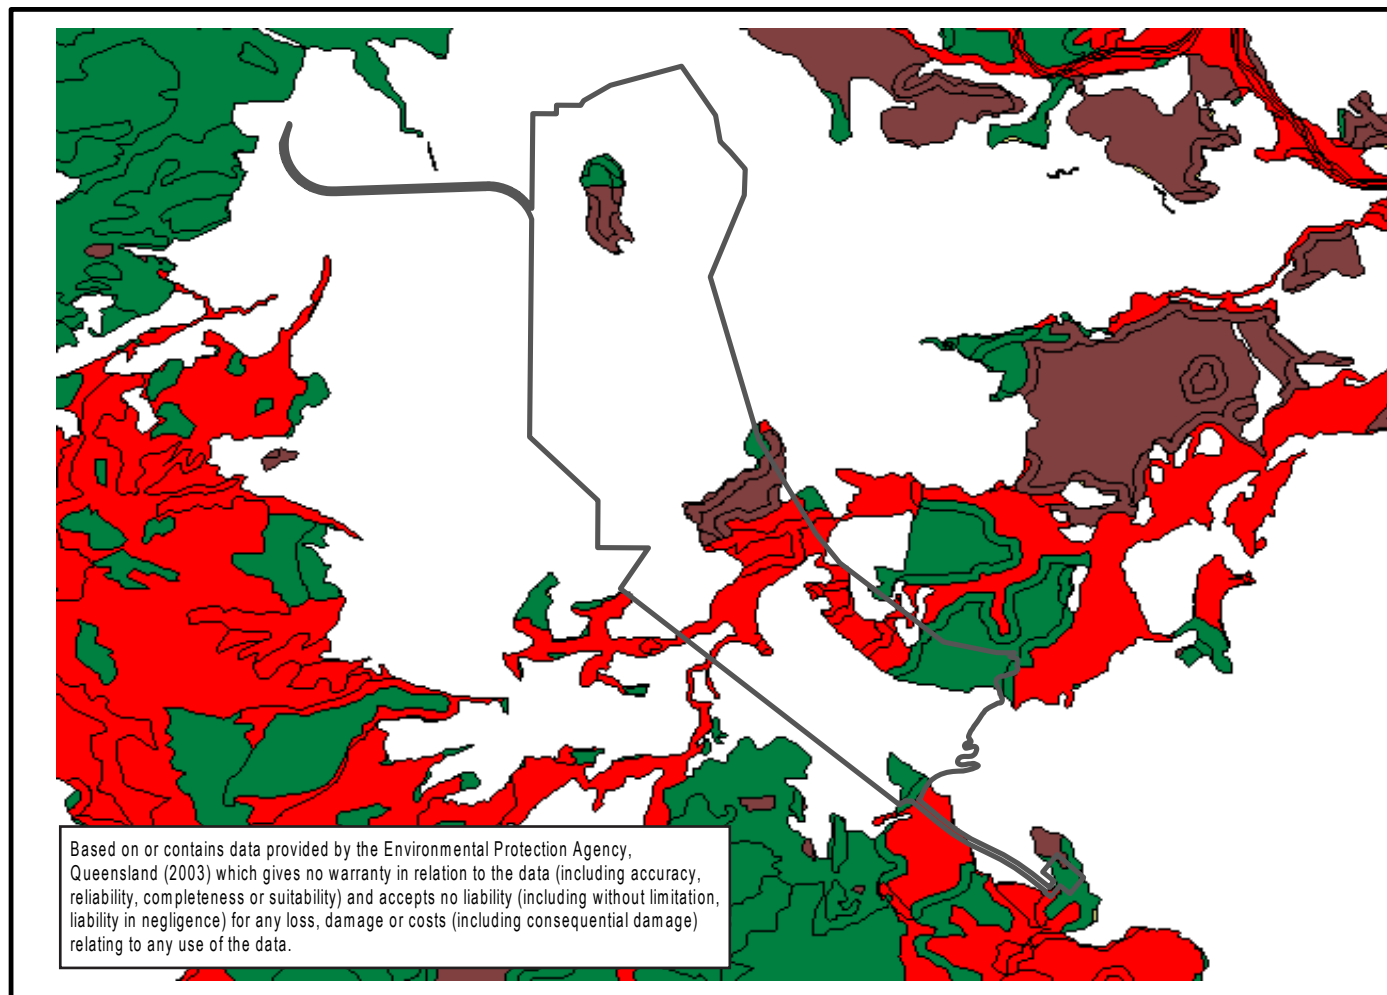 Based on or contains data provided by the Environmental Protection Agency,
Queensland (2003) which gives no warranty in relation to the data (including accuracy,
reliability, completeness or suitability) and accepts no liability (including without limitation,
liability in negligence) for any loss, damage or costs (including consequential damage)
relating to any use of the data.